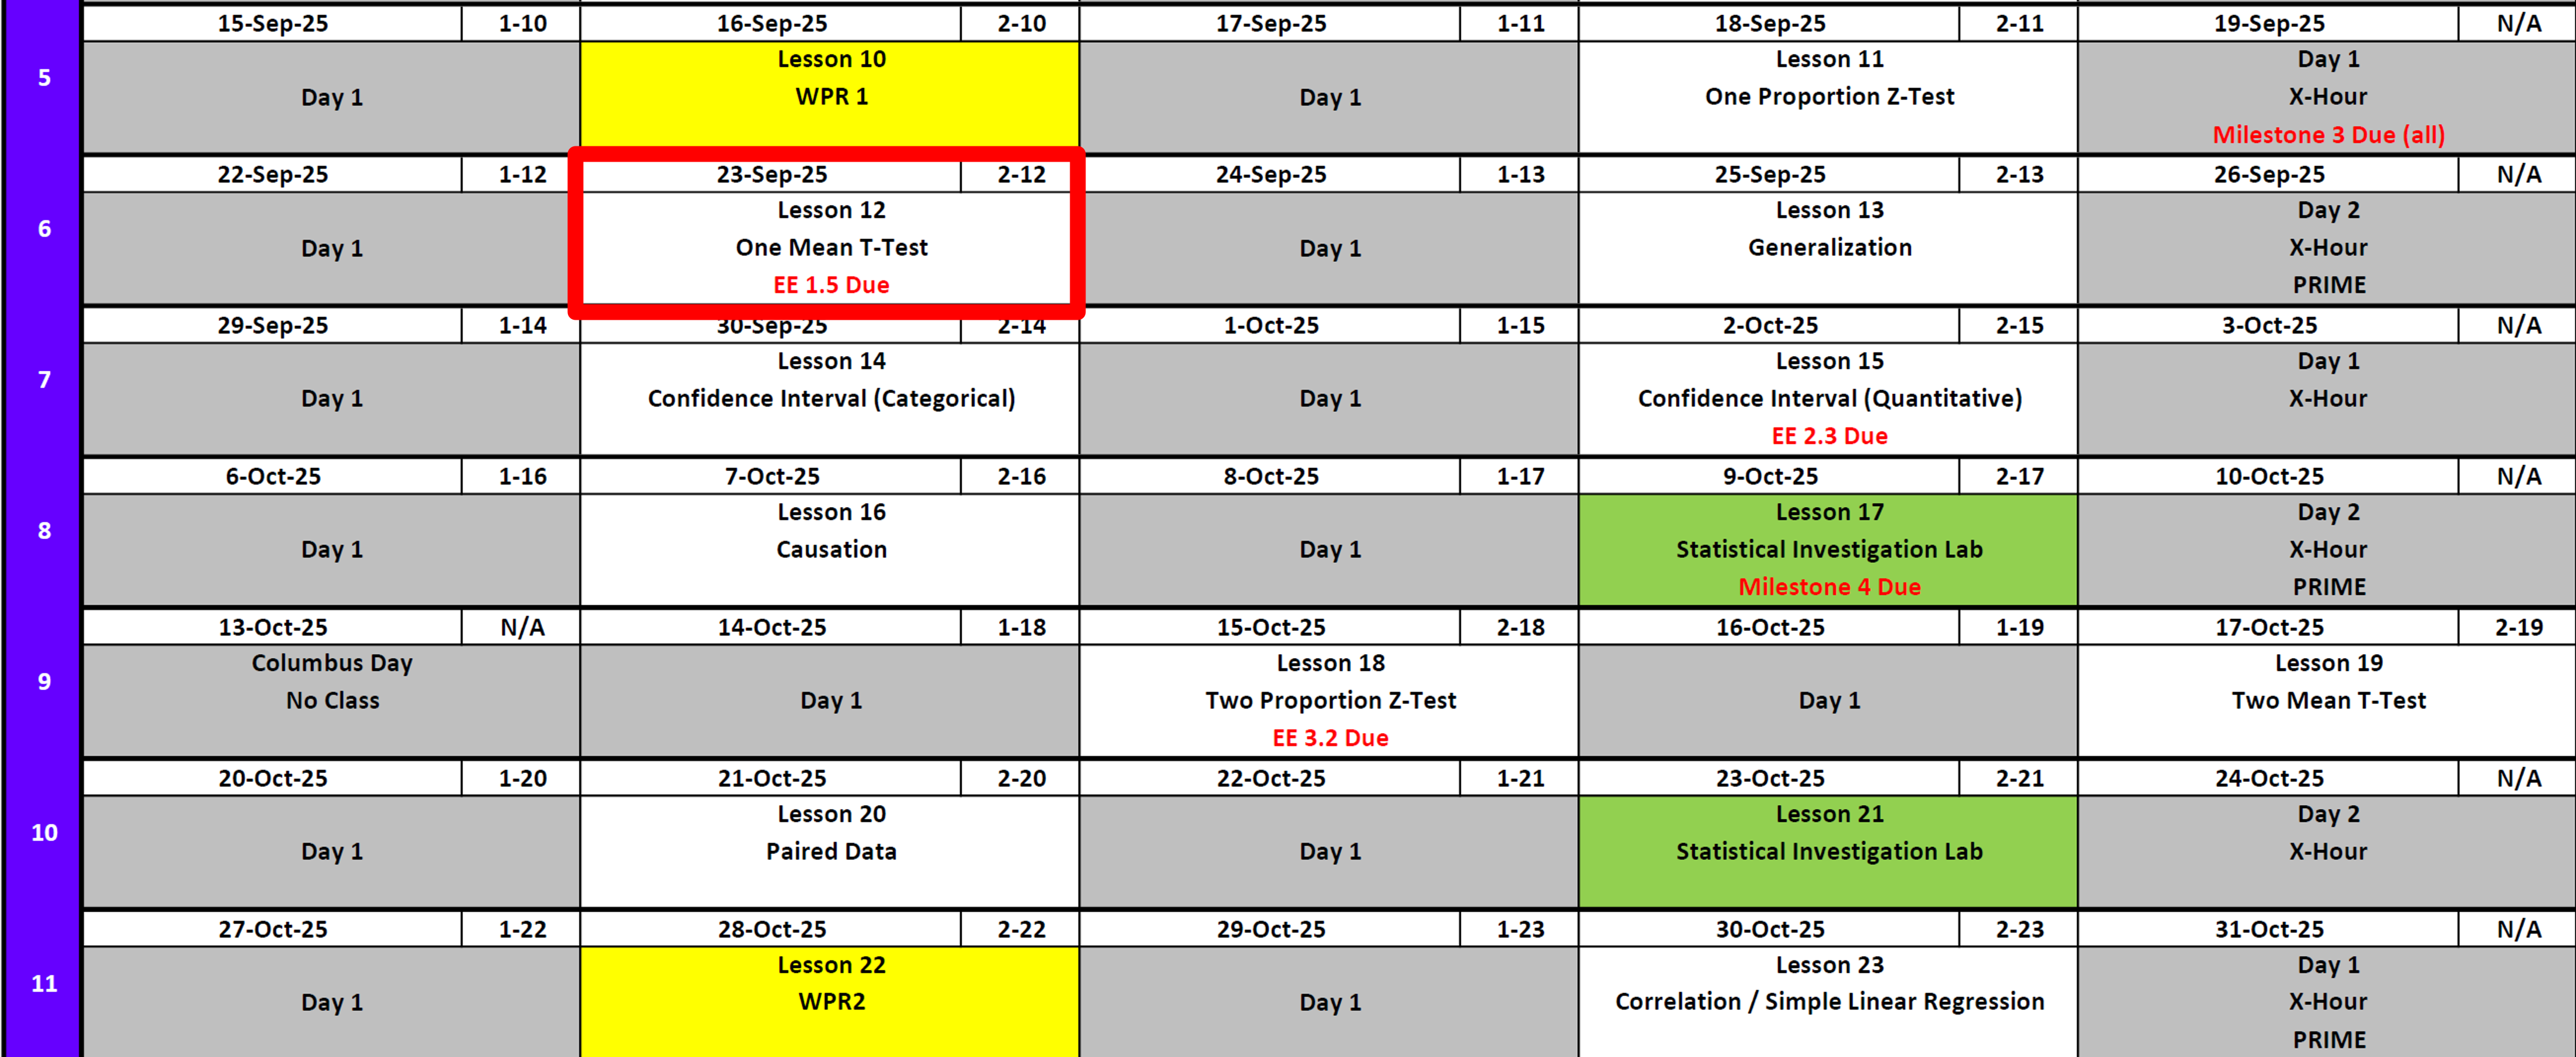 15-Sep-25 1-10 16-Sep-25 2-10 17-Sep-25 1-11 18-Sep-25 2-11 19-Sep-25 N/A
5
Day 1
Lesson 10
WPR 1
Day 1
Lesson 11
One Proportion Z-Test
Day 1
X-Hour
Milestone 3 Due (all)
22-Sep-25 1-12 23-Sep-25 2-12 24-Sep-25 1-13 25-Sep-25 2-13 26-Sep-25 N/A
6
Day 1
Lesson 12
One Mean T-Test
EE 1.5 Due
Day 1
Lesson 13
Generalization
Day 2
X-Hour
PRIME
29-Sep-25 1-14 30-Sep-25 2-14 1-Oct-25 1-15 2-Oct-25 2-15 3-Oct-25 N/A
7
Day 1
Lesson 14
Confidence Interval (Categorical)
Day 1
Lesson 15
Confidence Interval (Quantitative)
EE 2.3 Due
Day 1
X-Hour
6-Oct-25 1-16 7-Oct-25 2-16 8-Oct-25 1-17 9-Oct-25 2-17 10-Oct-25 N/A
8
Day 1
Lesson 16
Causation
Day 1
Lesson 17
Statistical Investigation Lab
Milestone 4 Due
Day 2
X-Hour
PRIME
13-Oct-25 N/A 14-Oct-25 1-18 15-Oct-25 2-18 16-Oct-25 1-19 17-Oct-25 2-19
9
Columbus Day
No Class
Day 1
Lesson 18
Two Proportion Z-Test
EE 3.2 Due
Day 1
Lesson 19
Two Mean T-Test
20-Oct-25 1-20 21-Oct-25 2-20 22-Oct-25 1-21 23-Oct-25 2-21 24-Oct-25 N/A
10
Day 1
Lesson 20
Paired Data
Day 1
Lesson 21
Statistical Investigation Lab
Day 2
X-Hour
27-Oct-25 1-22 28-Oct-25 2-22 29-Oct-25 1-23 30-Oct-25 2-23 31-Oct-25 N/A
11
Day 1
Lesson 22
WPR2
Day 1
Lesson 23
Correlation / Simple Linear Regression
Day 1
X-Hour
PRIME